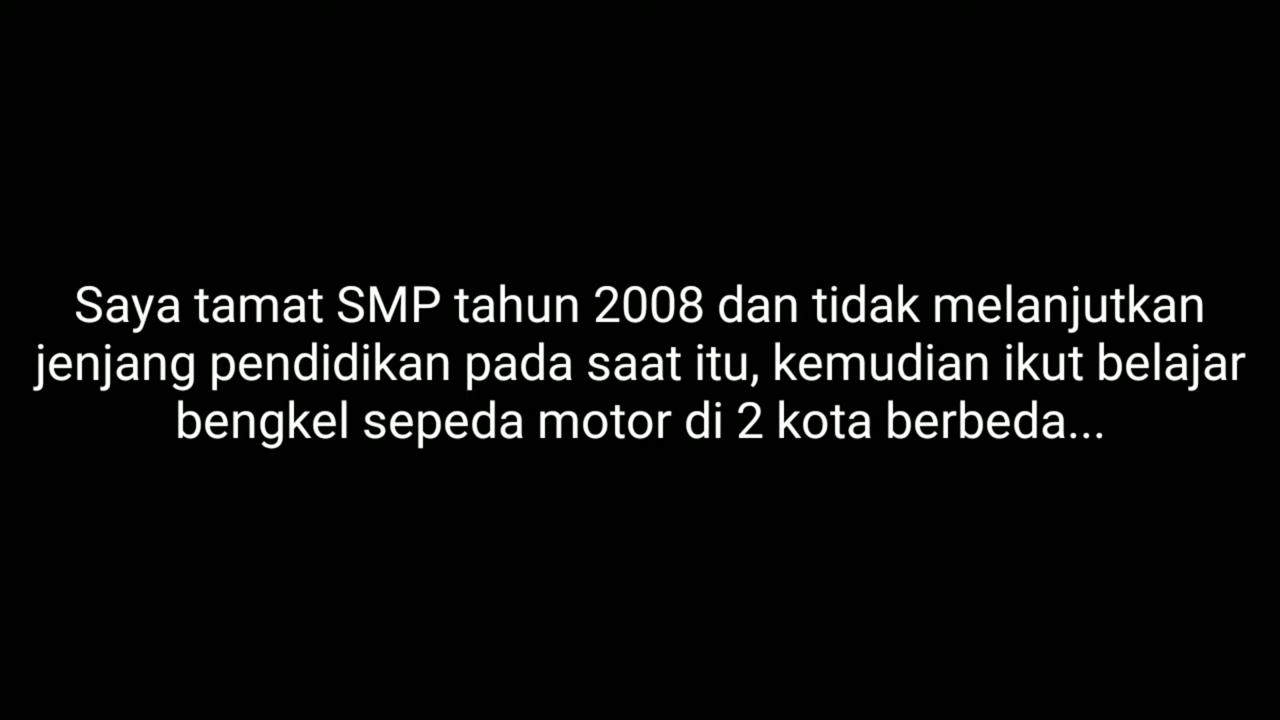 Saya tamat SMP tahun 2008 dan tidak melanjutkan
jenjang pendidikan pada saat itu, kemudian ikut belajar
bengkel sepeda motor di 2 kota berbeda...